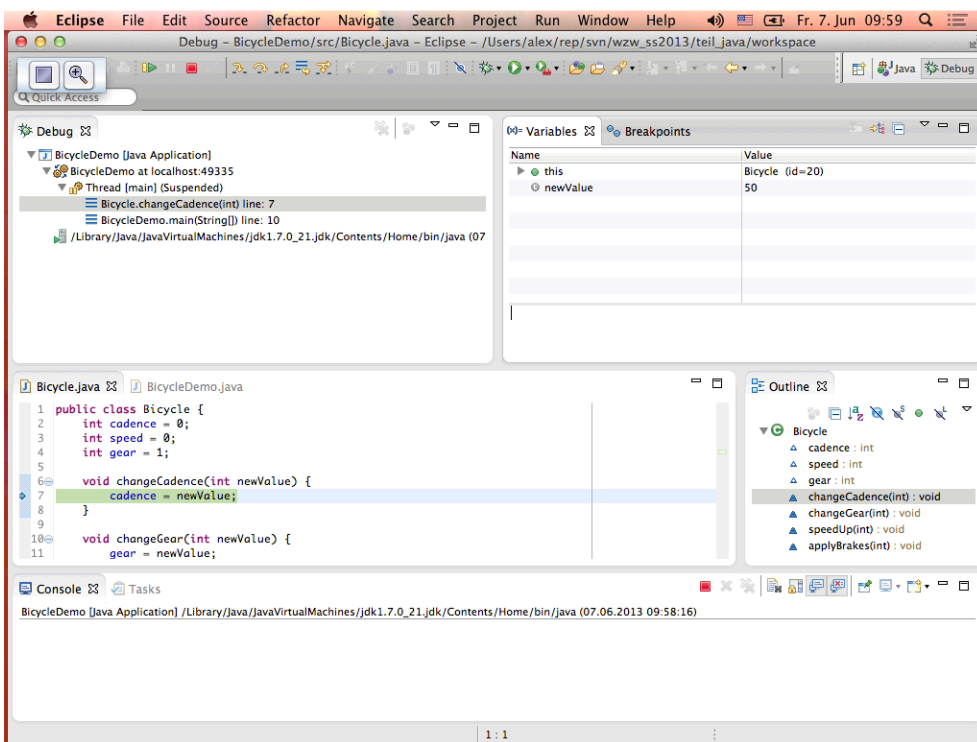 Eclipse File Edit Source Refactor Navigate Search Project Run Window Help Fr. 7. Jun 09:59
Debug – BicycleDemo/src/Bicycle.java – Eclipse – /Users/alex/rep/svn/wzw_ss2013/teil_java/workspace
Java Debug
Quick Access
Debug
BicycleDemo [Java Application]
BicycleDemo at localhost:49335
Thread [main] (Suspended)
Bicycle.changeCadence(int) line: 7
BicycleDemo.main(String[]) line: 10
/Library/Java/JavaVirtualMachines/jdk1.7.0_21.jdk/Contents/Home/bin/java (07
(x)= Variables Breakpoints
Name Value
this Bicycle (id=20)
newValue 50
Bicycle.java BicycleDemo.java
1 public class Bicycle {
2 int cadence = 0;
3 int speed = 0;
4 int gear = 1;
5
6 void changeCadence(int newValue) {
7 cadence = newValue;
8 }
9
10 void changeGear(int newValue) {
11 gear = newValue;
Outline
Bicycle
cadence : int
speed : int
gear : int
changeCadence(int) : void
changeGear(int) : void
speedUp(int) : void
applyBrakes(int) : void
Console Tasks
BicycleDemo [Java Application] /Library/Java/JavaVirtualMachines/jdk1.7.0_21.jdk/Contents/Home/bin/java (07.06.2013 09:58:16)
1 : 1